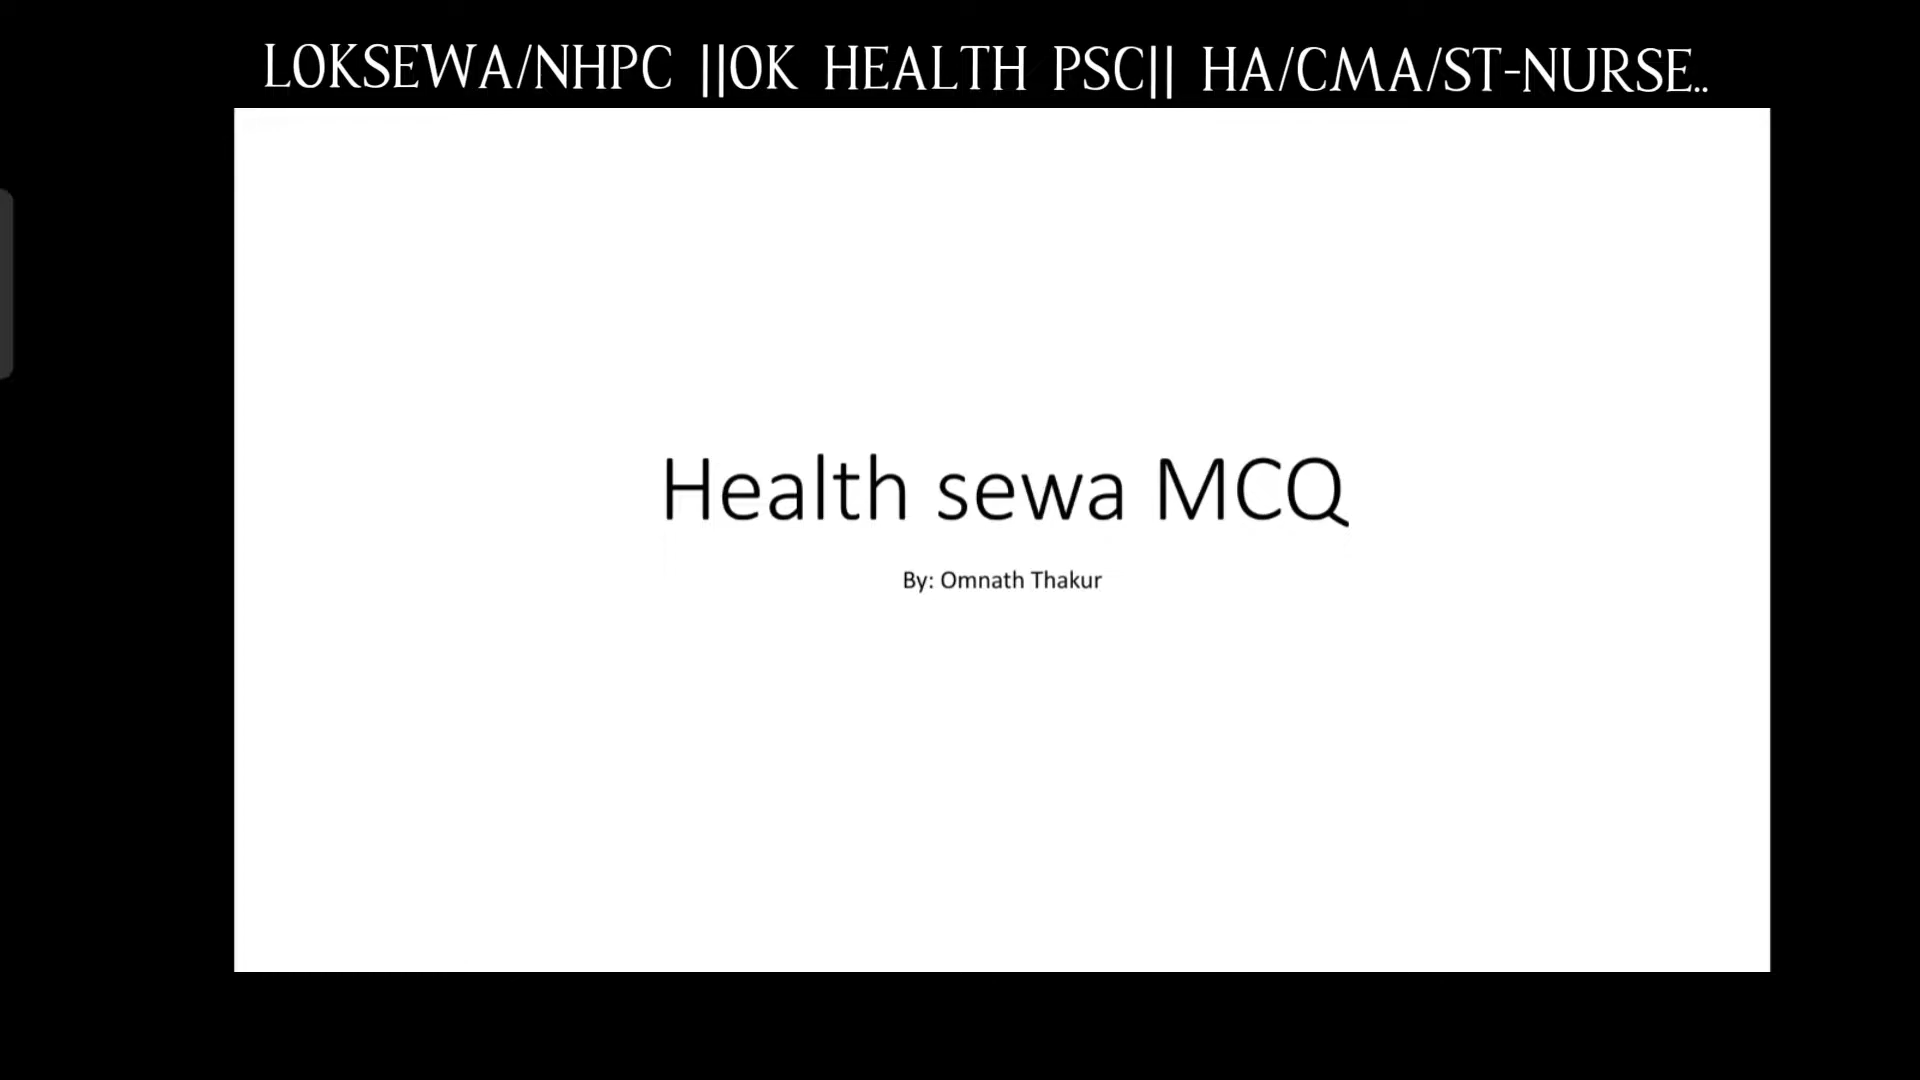 LOKSEWA/NHPC ||OK HEALTH PSC|| HA/CMA/ST-NURSE..
Health sewa MCQ
By: Omnath Thakur